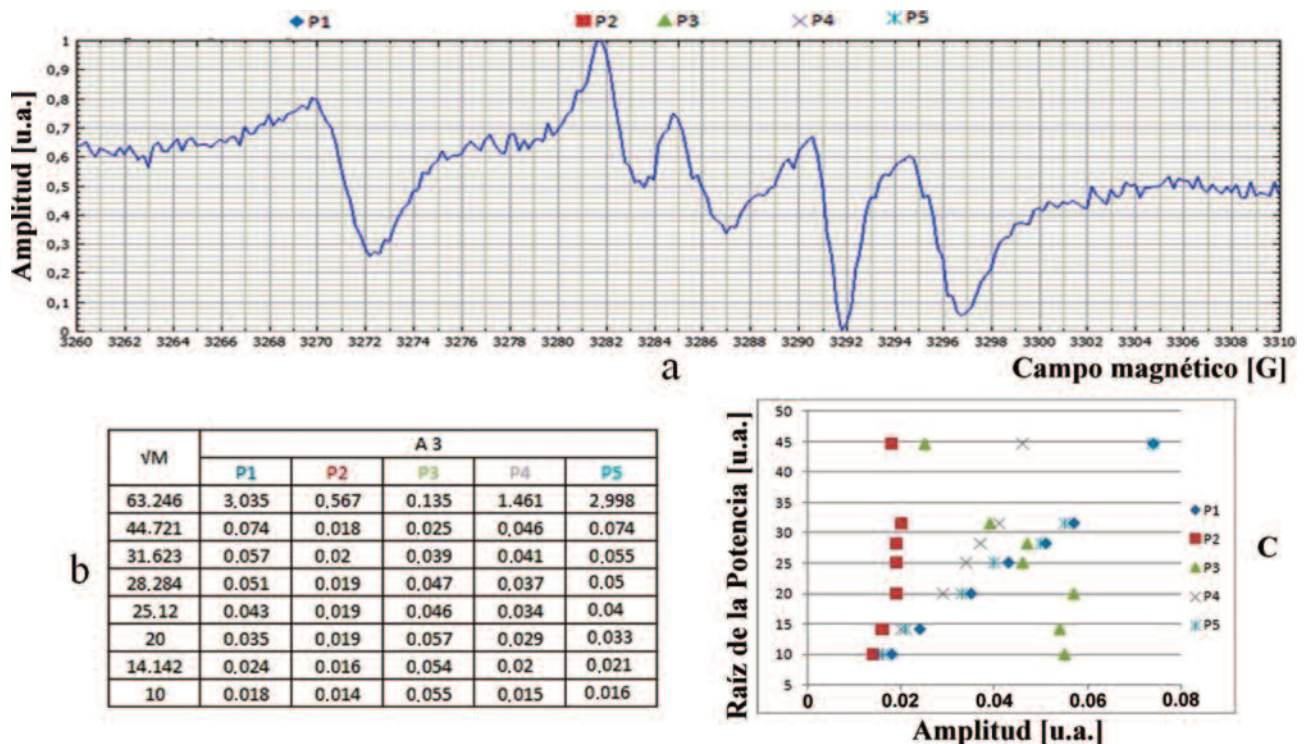 P1 P2 P3 P4 P5
Amplitud [u.a.]
1
0,9
0,8
0,7
0,6
0,5
0,4
0,3
0,2
0,1
0
3260 3262 3264 3266 3268 3270 3272 3274 3276 3278 3280 3282 3284 3286 3288 3290 3292 3294 3296 3298 3300 3302 3304 3306 3308 3310
a
Campo magnético [G]
b
√M A 3
P1 P2 P3 P4 P5
63.246 3.035 0.567 0.135 1.461 2.998
44.721 0.074 0.018 0.025 0.046 0.074
31.623 0.057 0.02 0.039 0.041 0.055
28.284 0.051 0.019 0.047 0.037 0.05
25.12 0.043 0.019 0.046 0.034 0.04
20 0.035 0.019 0.057 0.029 0.033
14.142 0.024 0.016 0.054 0.02 0.021
10 0.018 0.014 0.055 0.015 0.016
Raíz de la Potencia [u.a.]
50
45
40
35
30
25
20
15
10
5
0 0.02 0.04 0.06 0.08
Amplitud [u.a.]
P1
P2
P3
P4
P5
C